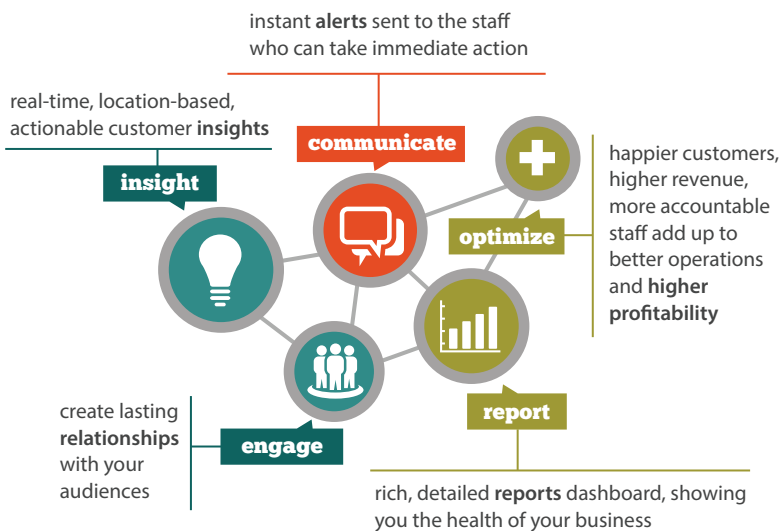 instant alerts sent to the staff
who can take immediate action
real-time, location-based,
actionable customer insights
communicate
insight
happier customers,
higher revenue,
more accountable
staff add up to
better operations
and higher
profitability
optimize
report
create lasting
relationships
with your
audiences
engage
rich, detailed reports dashboard, showing
you the health of your business